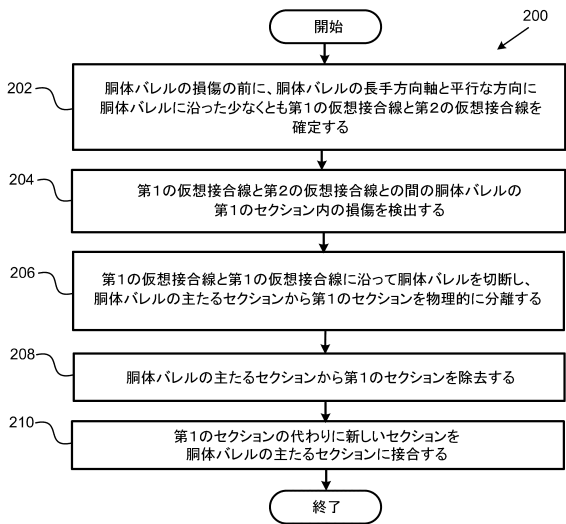 200
開始
202
胴体バレルの損傷の前に、胴体バレルの長手方向軸と平行な方向に
胴体バレルに沿った少なくとも第1の仮想接合線と第2の仮想接合線を
確定する
204
第1の仮想接合線と第2の仮想接合線との間の胴体バレルの
第1のセクション内の損傷を検出する
206
第1の仮想接合線と第1の仮想接合線に沿って胴体バレルを切断し、
胴体バレルの主たるセクションから第1のセクションを物理的に分離する
208
胴体バレルの主たるセクションから第1のセクションを除去する
210
第1のセクションの代わりに新しいセクションを
胴体バレルの主たるセクションに接合する
終了